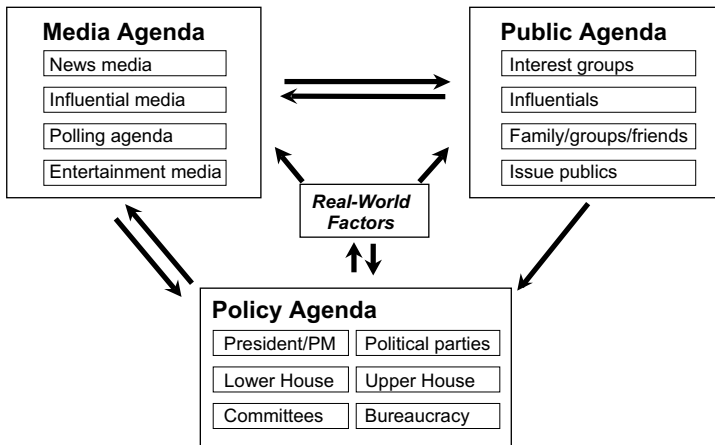 Media Agenda
News media
Influential media
Polling agenda
Entertainment media
Public Agenda
Interest groups
Influentials
Family/groups/friends
Issue publics
Real-World
Factors
Policy Agenda
President/PM
Political parties
Lower House
Upper House
Committees
Bureaucracy